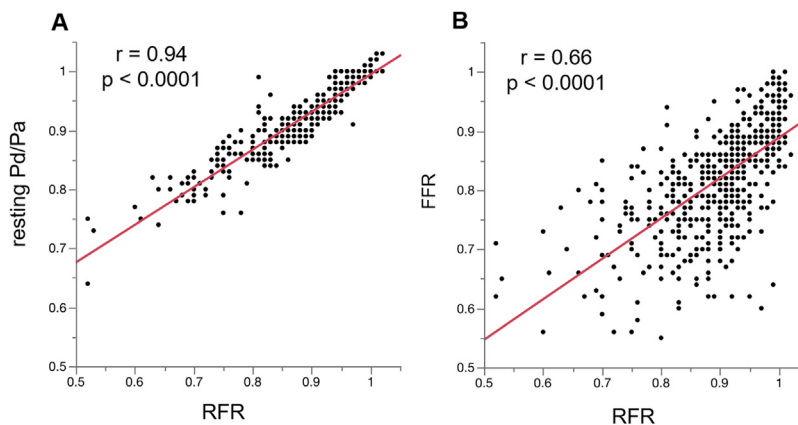 A
r = 0.94
p < 0.0001
resting Pd/Pa
1
0.9
0.8
0.7
0.6
0.5
0.5 0.6 0.7 0.8 0.9 1
RFR
B
r = 0.66
p < 0.0001
FFR
1
0.9
0.8
0.7
0.6
0.5
0.5 0.6 0.7 0.8 0.9 1
RFR